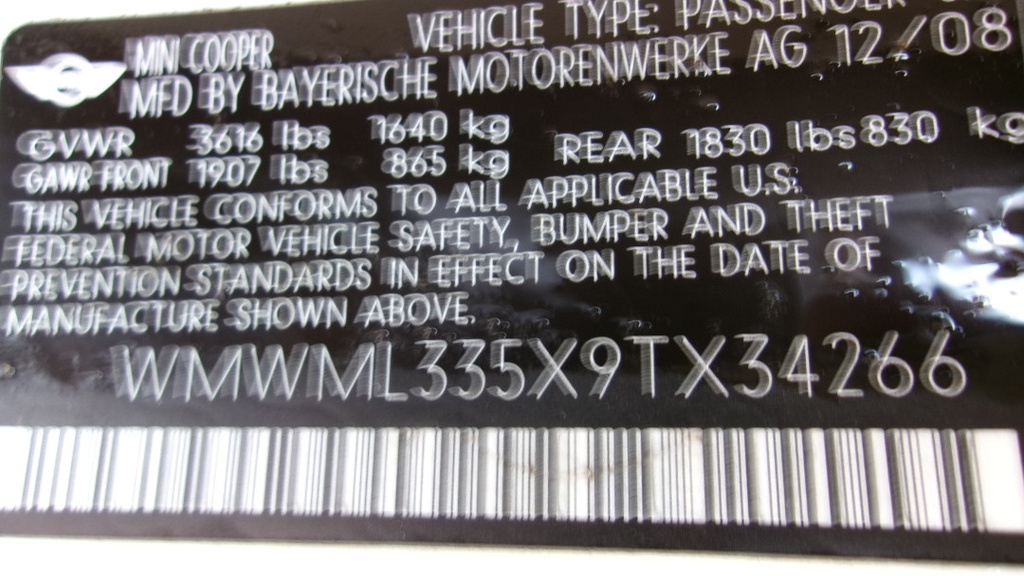 VEHICLE TYPE: PASSENGER
MINI COOPER
MFD BY BAYERISCHE MOTORENWERKE AG 12/08
GVWR 3616 lbs 1640 kg
GAWR FRONT 1907 lbs 865 kg REAR 1830 lbs 830 kg
THIS VEHICLE CONFORMS TO ALL APPLICABLE U.S.
FEDERAL MOTOR VEHICLE SAFETY, BUMPER AND THEFT
PREVENTION STANDARDS IN EFFECT ON THE DATE OF
MANUFACTURE SHOWN ABOVE.
WMWML335X9TX34266